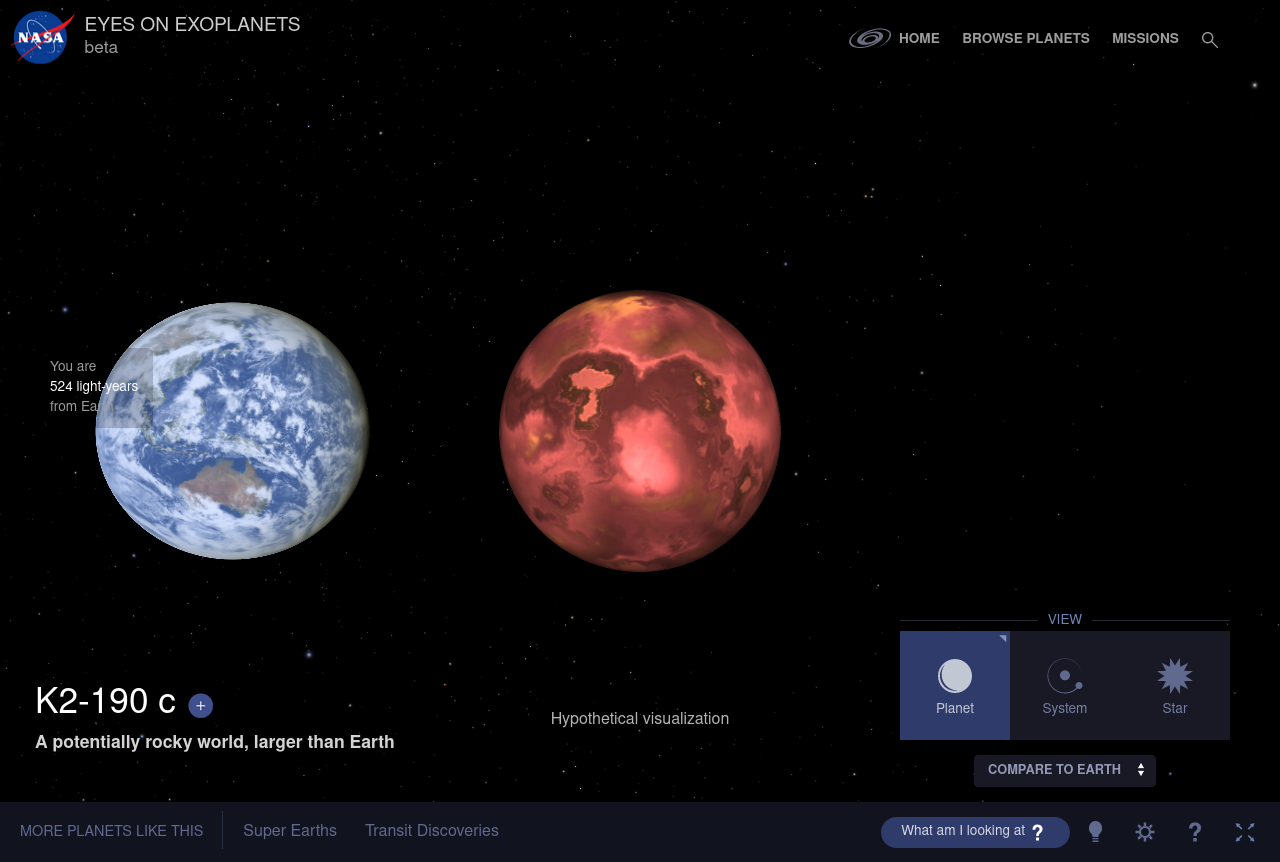 NASA
EYES ON EXOPLANETS
beta
HOME
BROWSE PLANETS
MISSIONS
You are
524 light-years
from Earth
VIEW
Planet
System
Star
K2-190 c +
A potentially rocky world, larger than Earth
Hypothetical visualization
COMPARE TO EARTH
MORE PLANETS LIKE THIS
Super Earths
Transit Discoveries
What am I looking at ?
?